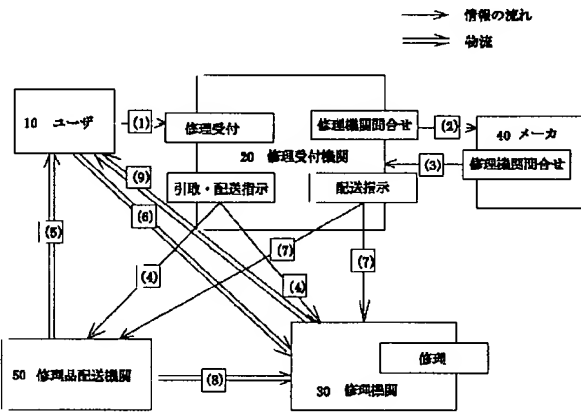 情報の流れ
物流
10 ユーザ
(1)
修理受付
修理機関問合せ
(2)
40 メーカ
20 修理受付機関
(3)
修理機関問合せ
(9)
引取・配送指示
配送指示
(6)
(5)
(7)
(7)
(4)
(4)
50 修理品配送機関
修理
(8)
30 修理機関